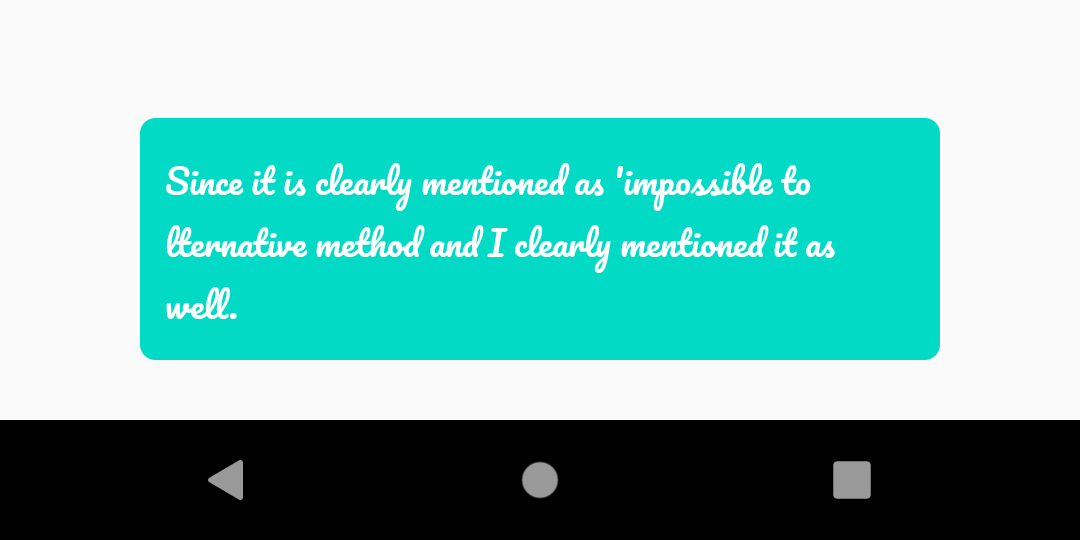 Since it is clearly mentioned as 'impossible to
lternative method and I clearly mentioned it as
well.